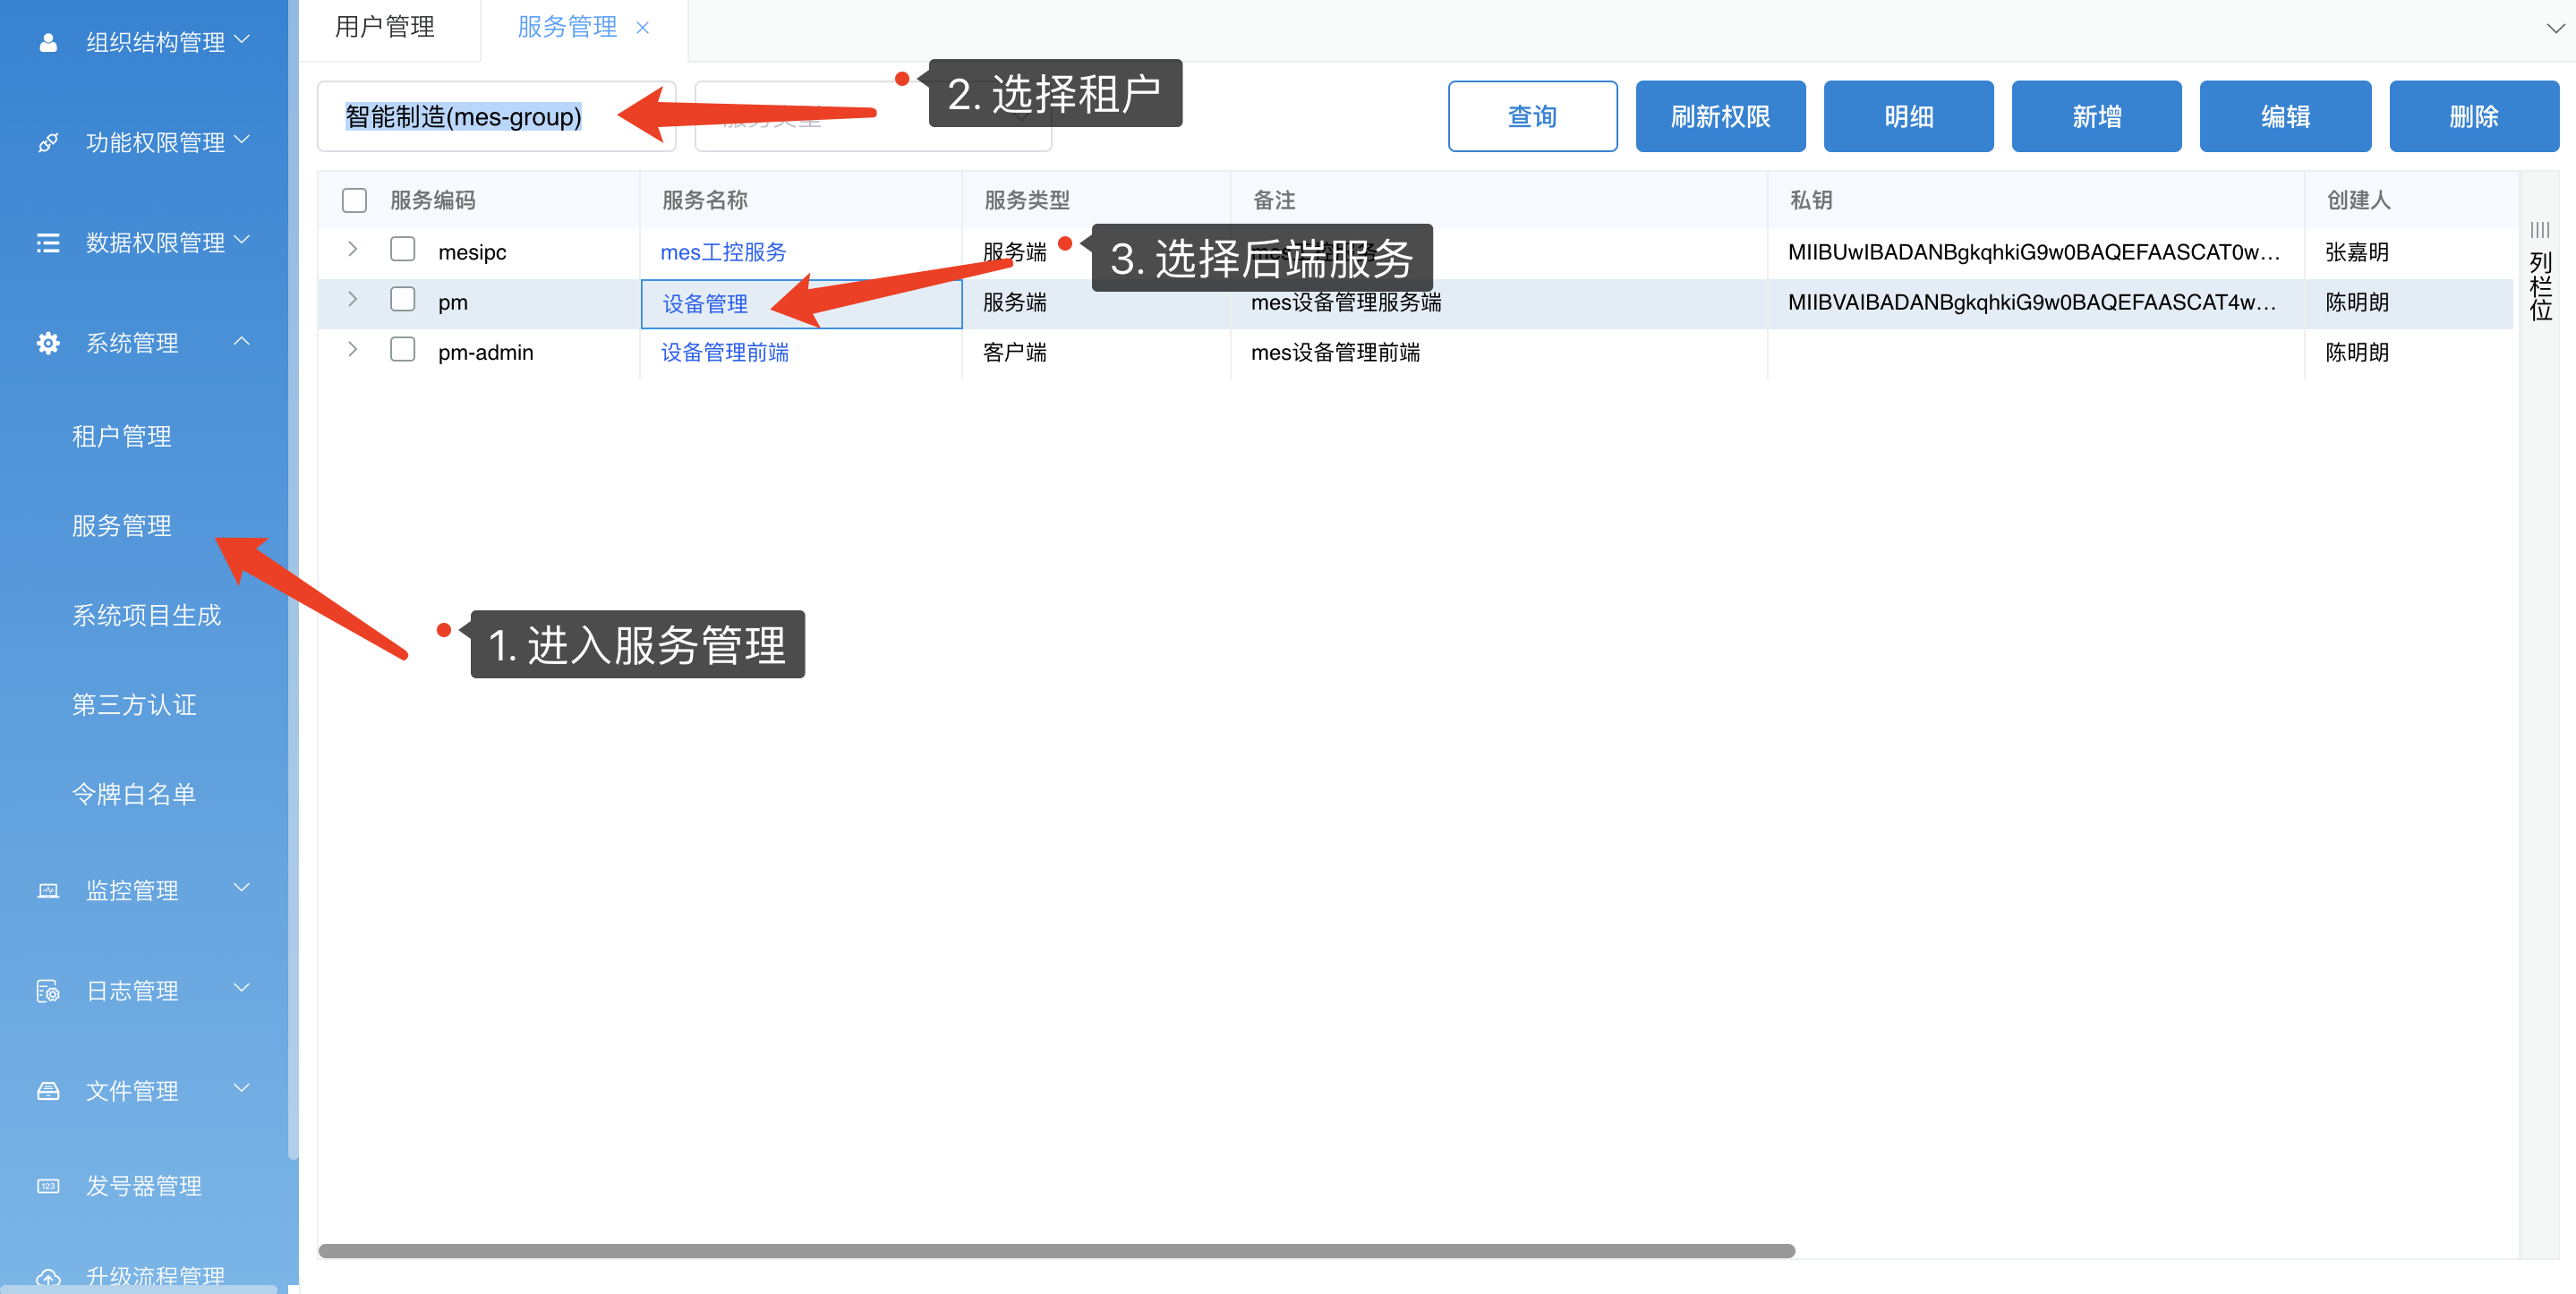 组织结构管理
功能权限管理
数据权限管理
系统管理
租户管理
服务管理
系统项目生成
第三方认证
令牌白名单
监控管理
日志管理
文件管理
123 发号器管理
升级流程管理
用户管理 服务管理
2. 选择租户
智能制造(mes-group) 服务类型
查询 刷新权限 明细 新增 编辑 删除
服务编码 服务名称 服务类型 备注 私钥 创建人
mesipc mes工控服务 服务端 MIIBUwIBADANBgkqhkiG9w0BAQEFAASCAT0w... 张嘉明
3. 选择后端服务
pm 设备管理 服务端 mes设备管理服务端 MIIBVAIBADANBgkqhkiG9w0BAQEFAASCAT4w... 陈明朗
pm-admin 设备管理前端 客户端 mes设备管理前端 陈明朗
列栏位
1. 进入服务管理